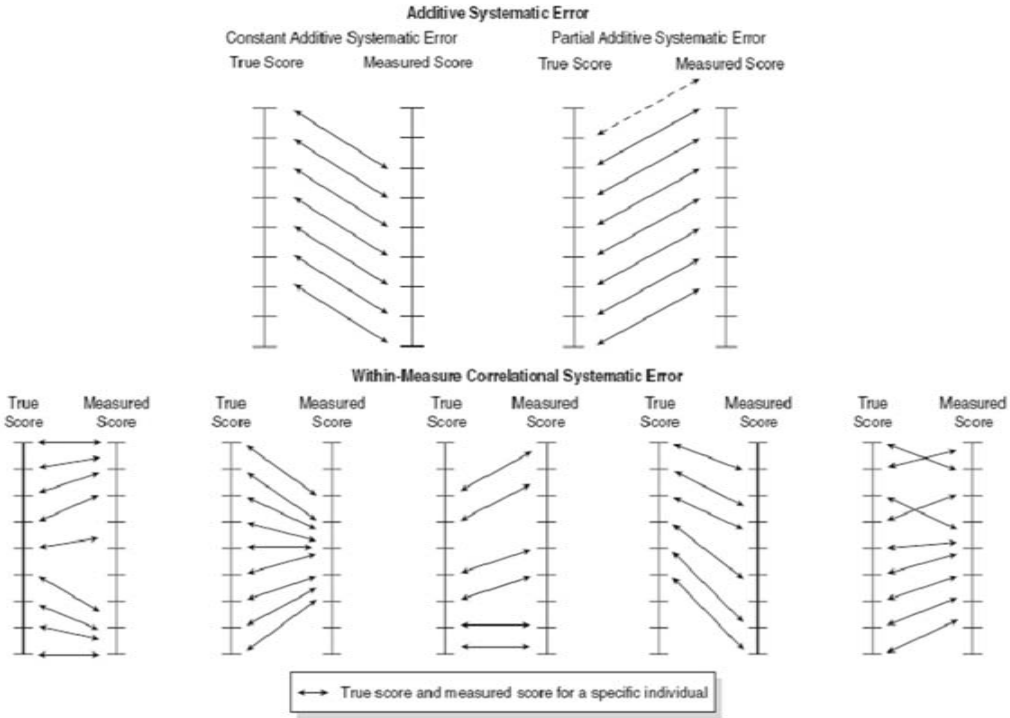 Additive Systematic Error
Constant Additive Systematic Error
Partial Additive Systematic Error
True Score
Measured Score
True Score
Measured Score
Within-Measure Correlational Systematic Error
True
Score
Measured
Score
True
Score
Measured
Score
True
Score
Measured
Score
True
Score
Measured
Score
True
Score
Measured
Score
True score and measured score for a specific individual